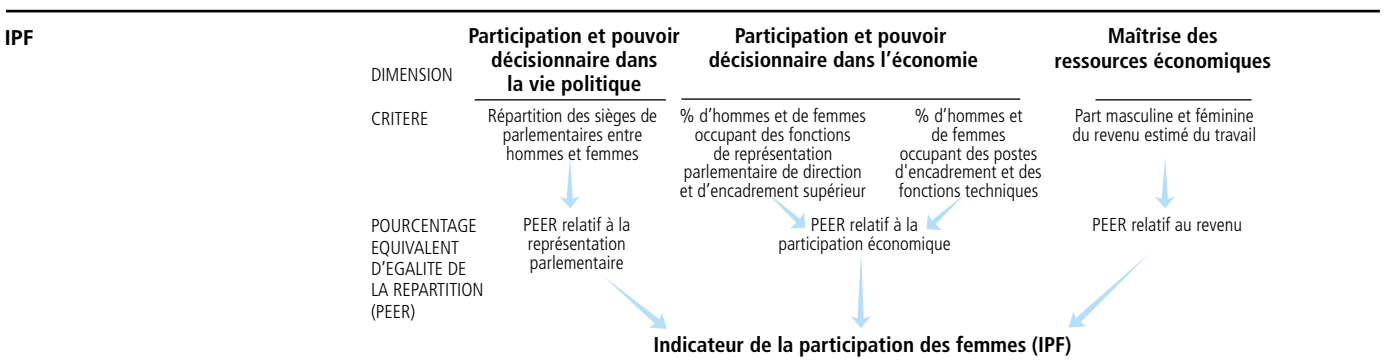 IPF
DIMENSION
Participation et pouvoir
décisionnaire dans
la vie politique
Participation et pouvoir
décisionnaire dans l’économie
Maîtrise des
ressources économiques
CRITERE
Répartition des sièges de
parlementaires entre
hommes et femmes
% d’hommes et de femmes
occupant des fonctions
de représentation
parlementaire de direction
et d’encadrement supérieur
% d’hommes et
de femmes
occupant des postes
d'encadrement et des
fonctions techniques
Part masculine et féminine
du revenu estimé du travail
POURCENTAGE
EQUIVALENT
D’EGALITE DE
LA REPARTITION
(PEER)
PEER relatif à la
représentation
parlementaire
PEER relatif à la
participation économique
PEER relatif au revenu
Indicateur de la participation des femmes (IPF)